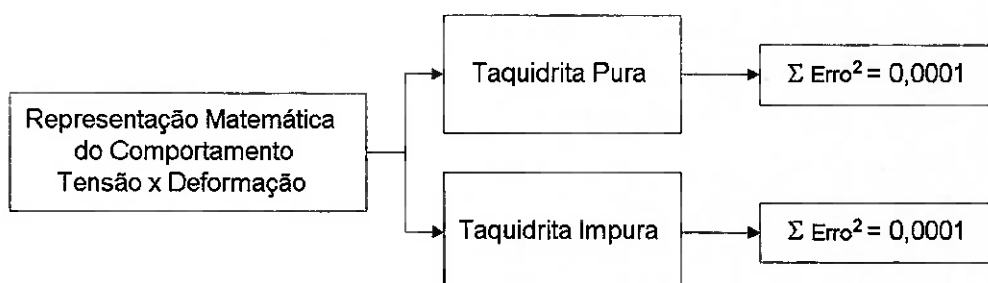 Representação Matemática
do Comportamento
Tensão x Deformação
Taquidrita Pura
Σ Erro² = 0,0001
Taquidrita Impura
Σ Erro² = 0,0001